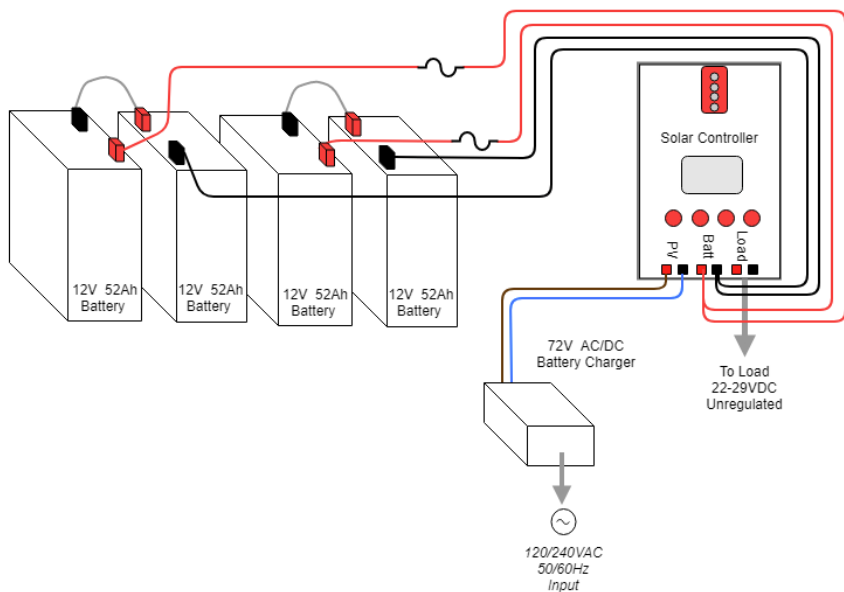 Solar Controller
PV
Batt
Load
12V 52Ah
Battery
12V 52Ah
Battery
12V 52Ah
Battery
12V 52Ah
Battery
72V AC/DC
Battery Charger
To Load
22-29VDC
Unregulated
120/240VAC
50/60Hz
Input